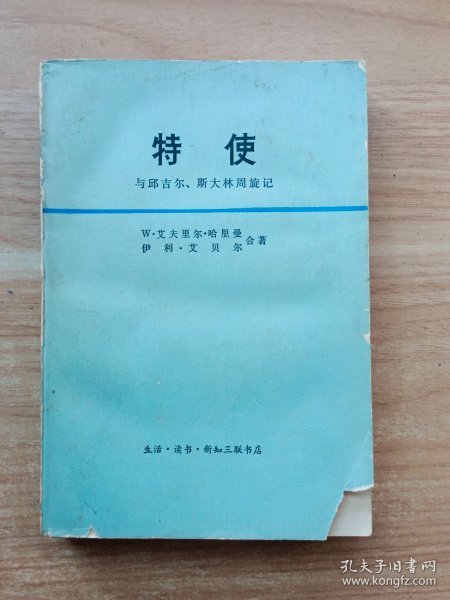 特使
与邱吉尔、斯大林周旋记
W·艾夫里尔·哈里曼
伊利·艾贝尔 合著
生活·读书·新知三联书店
孔夫子旧书网
www.kongfz.com